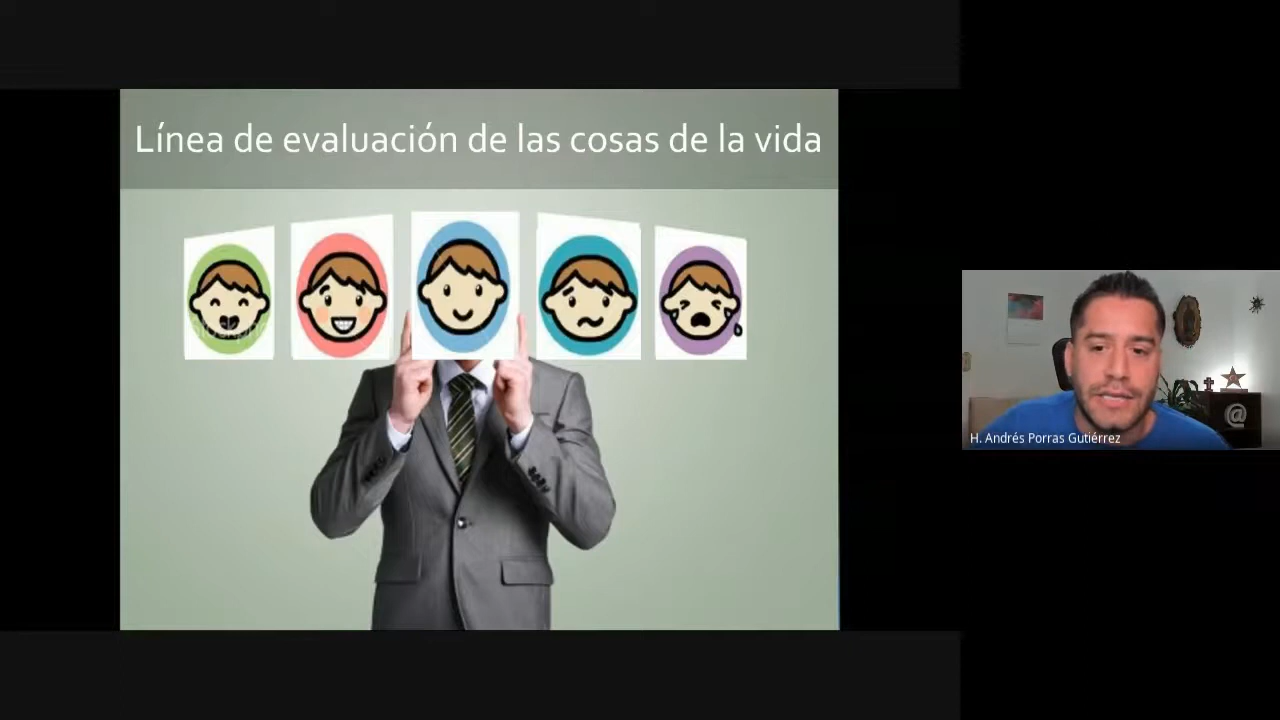 Línea de evaluación de las cosas de la vida
H. Andrés Porras Gutiérrez
@